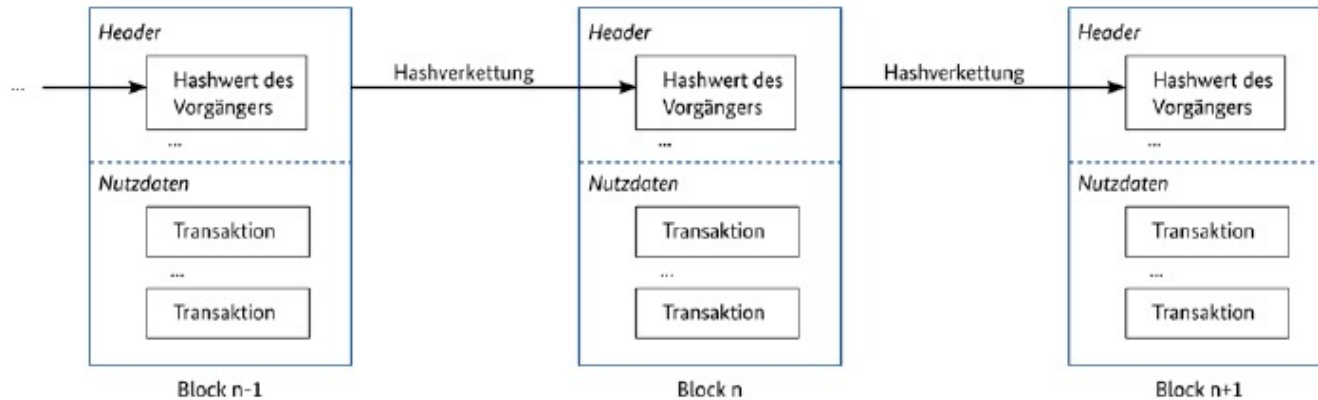 Header
Hashwert des
Vorgängers
...
Nutzdaten
Transaktion
...
Transaktion
Block n-1
...
Hashverkettung
Header
Hashwert des
Vorgängers
...
Nutzdaten
Transaktion
...
Transaktion
Block n
Hashverkettung
Header
Hashwert des
Vorgängers
...
Nutzdaten
Transaktion
...
Transaktion
Block n+1